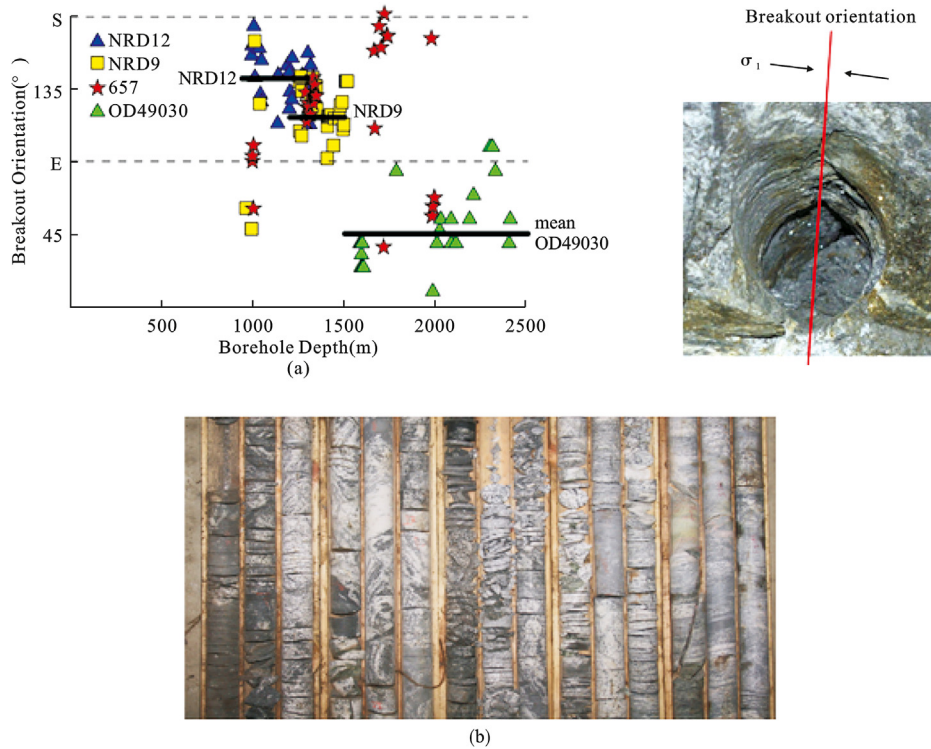 S
135
E
45
Breakout Orientation(°)
NRD12
NRD9
657
OD49030
NRD12
NRD9
mean
OD49030
500
1000
1500
2000
2500
Borehole Depth(m)
(a)
Breakout orientation
σ₁
(b)